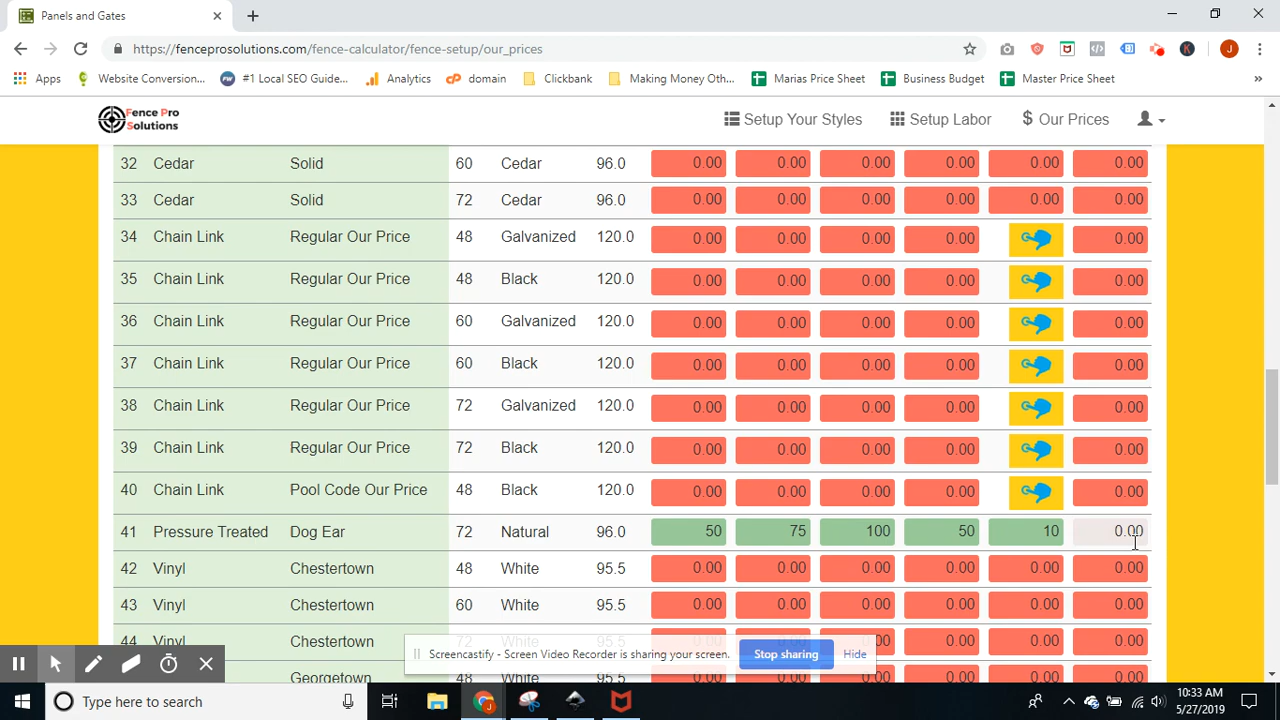 Panels and Gates
https://fenceprosolutions.com/fence-calculator/fence-setup/our_prices
J
Apps Website Conversion... #1 Local SEO Guide... Analytics domain Clickbank Making Money Oth... Marias Price Sheet Business Budget Master Price Sheet »
Fence Pro
Solutions
Setup Your Styles Setup Labor $ Our Prices
32 Cedar Solid 60 Cedar 96.0 0.00 0.00 0.00 0.00 0.00 0.00
33 Cedar Solid 72 Cedar 96.0 0.00 0.00 0.00 0.00 0.00 0.00
34 Chain Link Regular Our Price 48 Galvanized 120.0 0.00 0.00 0.00 0.00 0.00
35 Chain Link Regular Our Price 48 Black 120.0 0.00 0.00 0.00 0.00 0.00
36 Chain Link Regular Our Price 60 Galvanized 120.0 0.00 0.00 0.00 0.00 0.00
37 Chain Link Regular Our Price 60 Black 120.0 0.00 0.00 0.00 0.00 0.00
38 Chain Link Regular Our Price 72 Galvanized 120.0 0.00 0.00 0.00 0.00 0.00
39 Chain Link Regular Our Price 72 Black 120.0 0.00 0.00 0.00 0.00 0.00
40 Chain Link Pool Code Our Price 48 Black 120.0 0.00 0.00 0.00 0.00 0.00
41 Pressure Treated Dog Ear 72 Natural 96.0 50 75 100 50 10 0.00
42 Vinyl Chestertown 48 White 95.5 0.00 0.00 0.00 0.00 0.00 0.00
43 Vinyl Chestertown 60 White 95.5 0.00 0.00 0.00 0.00 0.00 0.00
44 Vinyl Chestertown 72 White 95.5 0.00 0.00 0.00 0.00 0.00 0.00
Screencastify - Screen Video Recorder is sharing your screen. Stop sharing Hide
Georgetown 48 White 95.5 0.00 0.00 0.00 0.00 0.00 0.00
Type here to search
10:33 AM
5/27/2019